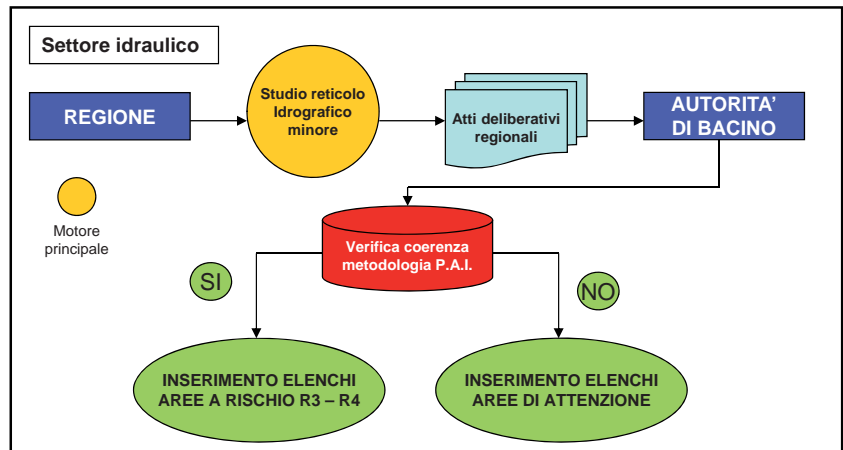 Settore idraulico
REGIONE
Studio reticolo
Idrografico
minore
Atti deliberativi
regionali
AUTORITA'
DI BACINO
Motore
principale
Verifica coerenza
metodologia P.A.I.
SI
NO
INSERIMENTO ELENCHI
AREE A RISCHIO R3 – R4
INSERIMENTO ELENCHI
AREE DI ATTENZIONE